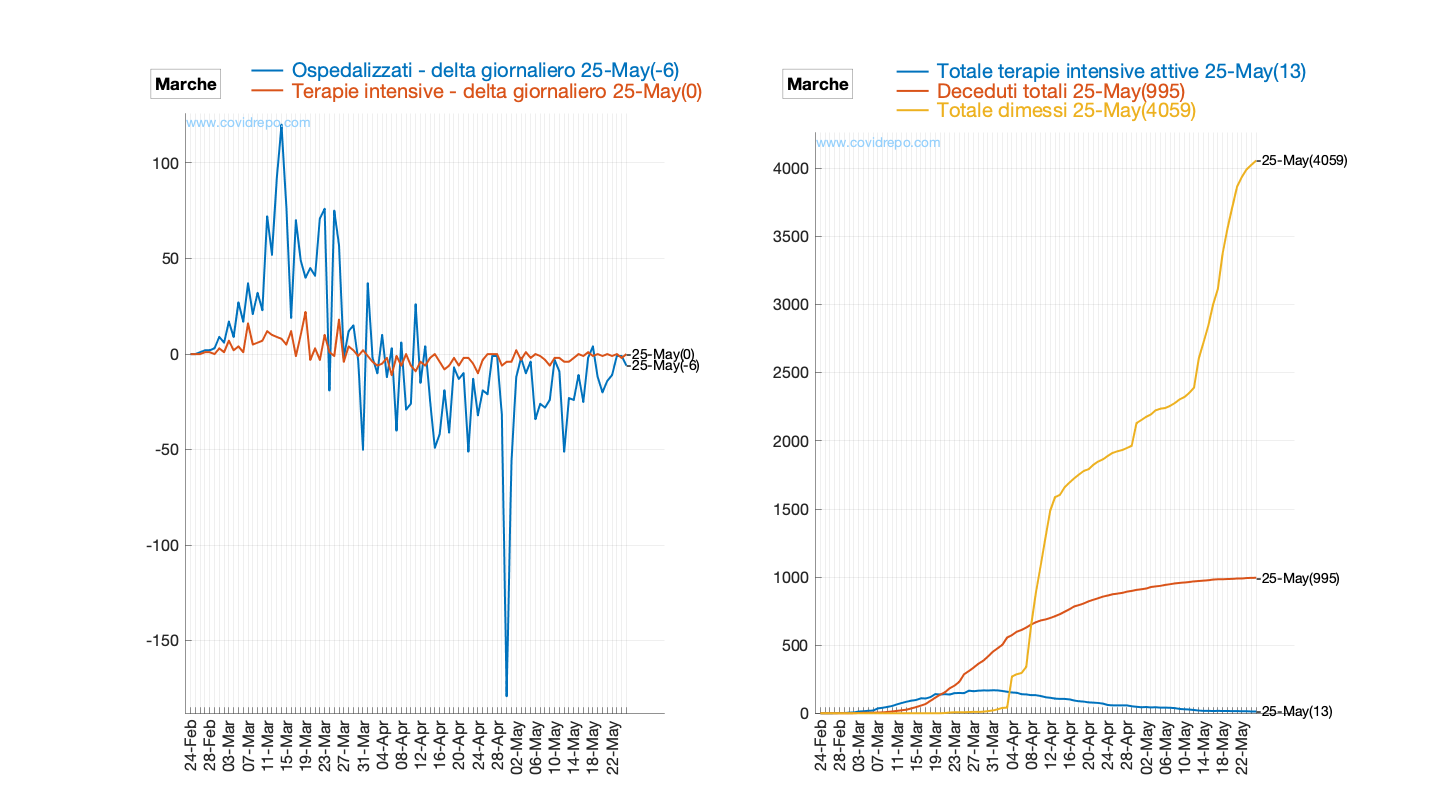 Marche
Ospedalizzati - delta giornaliero 25-May(-6)
Terapie intensive - delta giornaliero 25-May(0)
www.covidrepo.com
100
50
0
-50
-100
-150
25-May(0)
25-May(-6)
24-Feb
28-Feb
03-Mar
07-Mar
11-Mar
15-Mar
19-Mar
23-Mar
27-Mar
31-Mar
04-Apr
08-Apr
12-Apr
16-Apr
20-Apr
24-Apr
28-Apr
02-May
06-May
10-May
14-May
18-May
22-May
Marche
Totale terapie intensive attive 25-May(13)
Deceduti totali 25-May(995)
Totale dimessi 25-May(4059)
www.covidrepo.com
4000
3500
3000
2500
2000
1500
1000
500
0
25-May(4059)
25-May(995)
25-May(13)
24-Feb
28-Feb
03-Mar
07-Mar
11-Mar
15-Mar
19-Mar
23-Mar
27-Mar
31-Mar
04-Apr
08-Apr
12-Apr
16-Apr
20-Apr
24-Apr
28-Apr
02-May
06-May
10-May
14-May
18-May
22-May